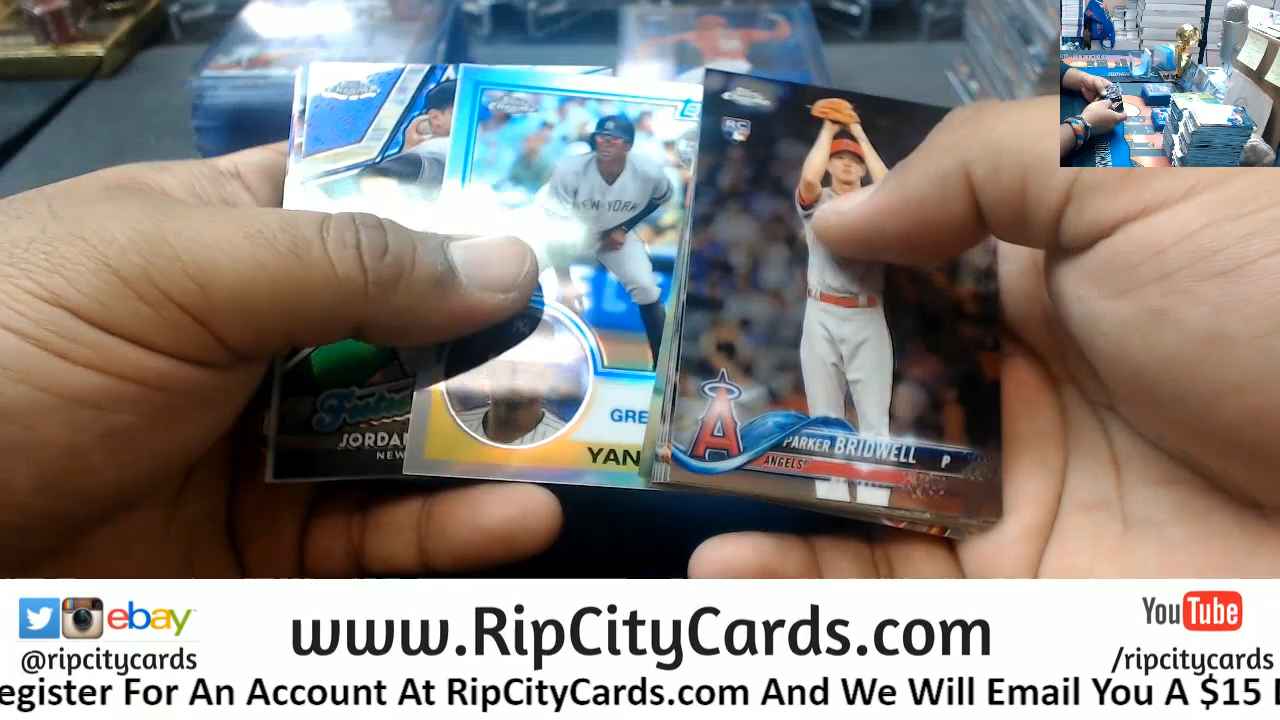 Chrome
RC
NEW YORK
JORDAN
NEW
GRE
YAN
PARKER BRIDWELL P
ANGELS
ebay
www.RipCityCards.com
YouTube
@ripcitycards
/ripcitycards
egister For An Account At RipCityCards.com And We Will Email You A $15